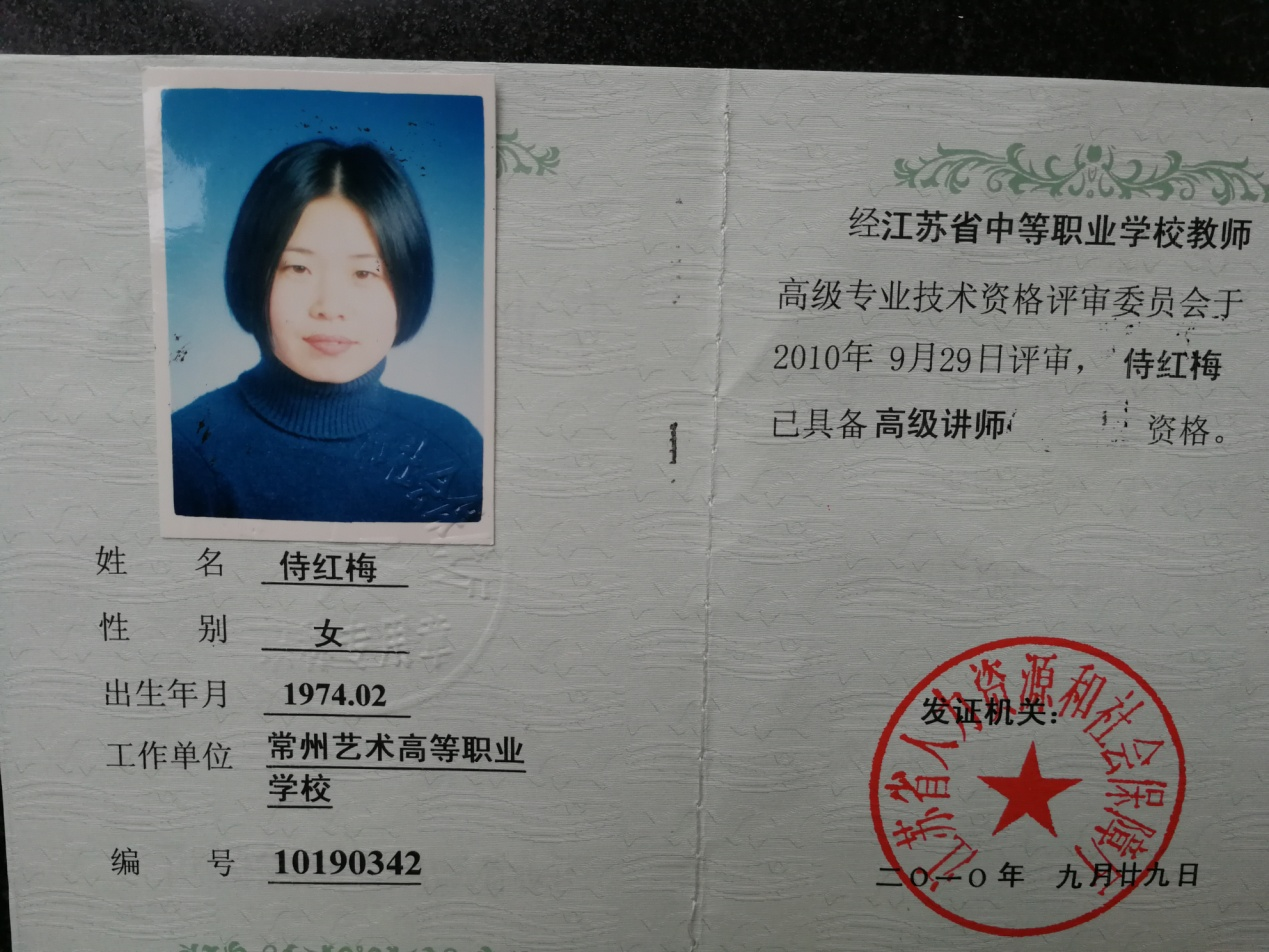 姓 名 侍红梅
性 别 女
出生年月 1974.02
工作单位 常州艺术高等职业
学校
编 号 10190342
经江苏省中等职业学校教师
高级专业技术资格评审委员会于
2010年 9月29日评审， 侍红梅
已具备 高级讲师 资格。
发证机关：
江苏省人力资源和社会保障厅
二〇一〇年 九月廿九日